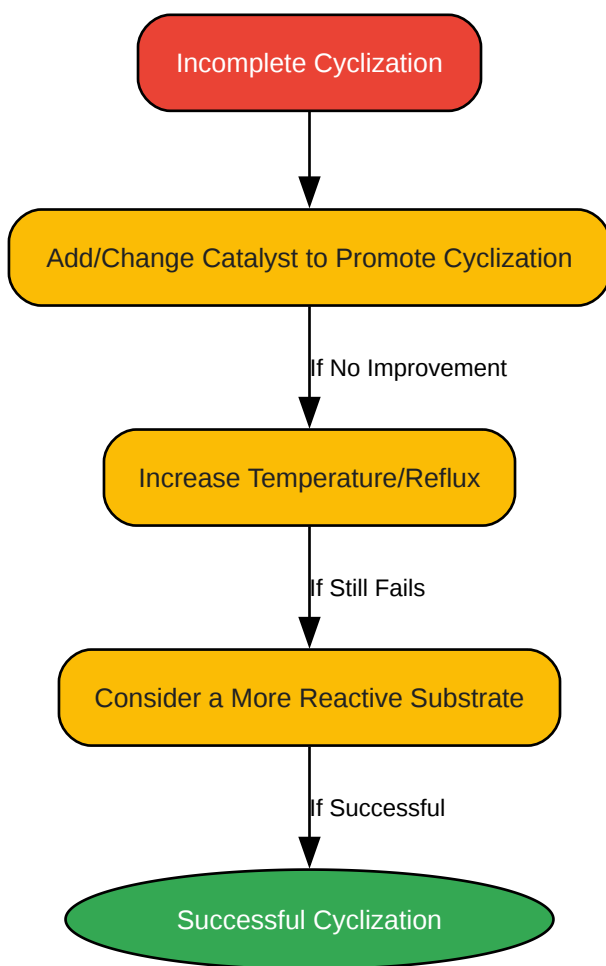 Incomplete Cyclization
Add/Change Catalyst to Promote Cyclization
If No Improvement
Increase Temperature/Reflux
If Still Fails
Consider a More Reactive Substrate
If Successful
Successful Cyclization